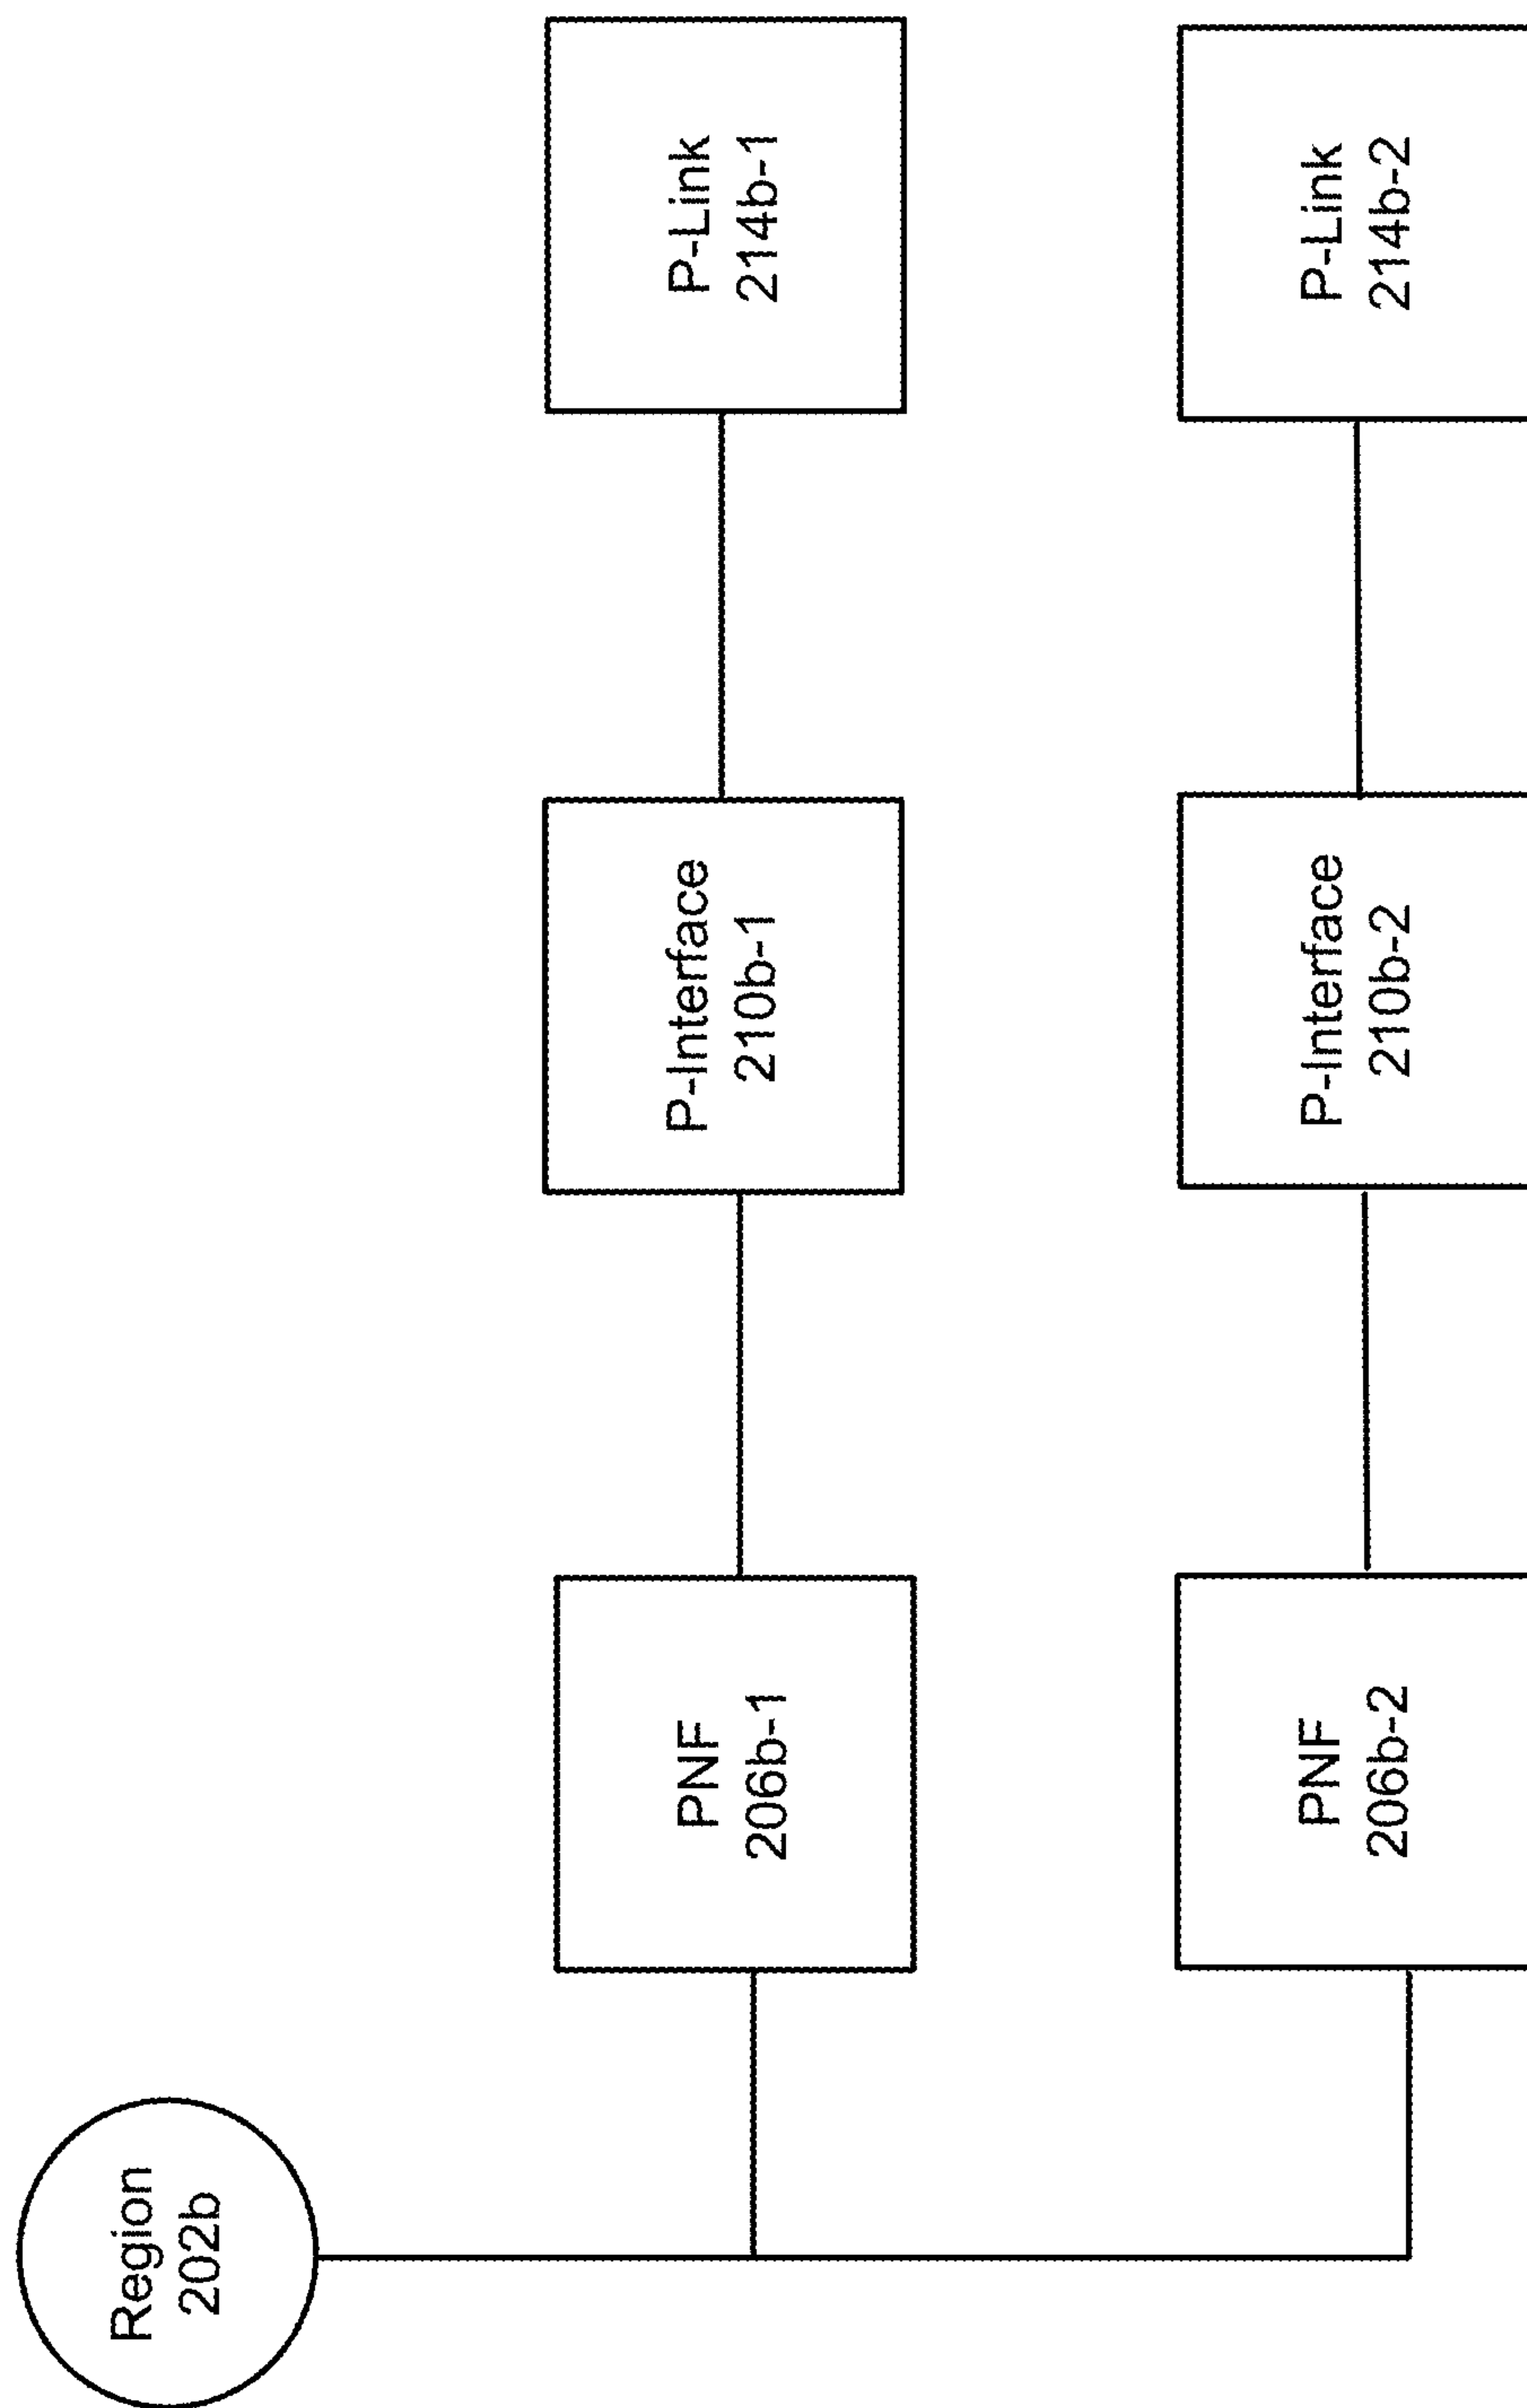 Region
202b
PNF
206b-1
P-Interface
210b-1
P-Link
214b-1
PNF
206b-2
P-Interface
210b-2
P-Link
214b-2